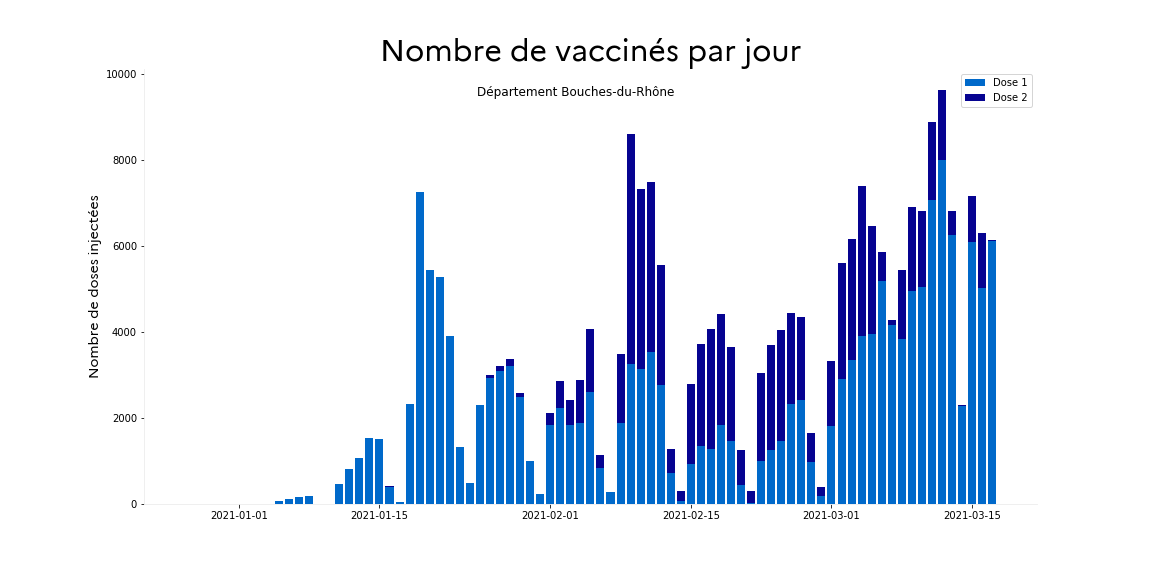 Nombre de vaccinés par jour
Département Bouches-du-Rhône
Dose 1
Dose 2
Nombre de doses injectées
10000
8000
6000
4000
2000
0
2021-01-01
2021-01-15
2021-02-01
2021-02-15
2021-03-01
2021-03-15